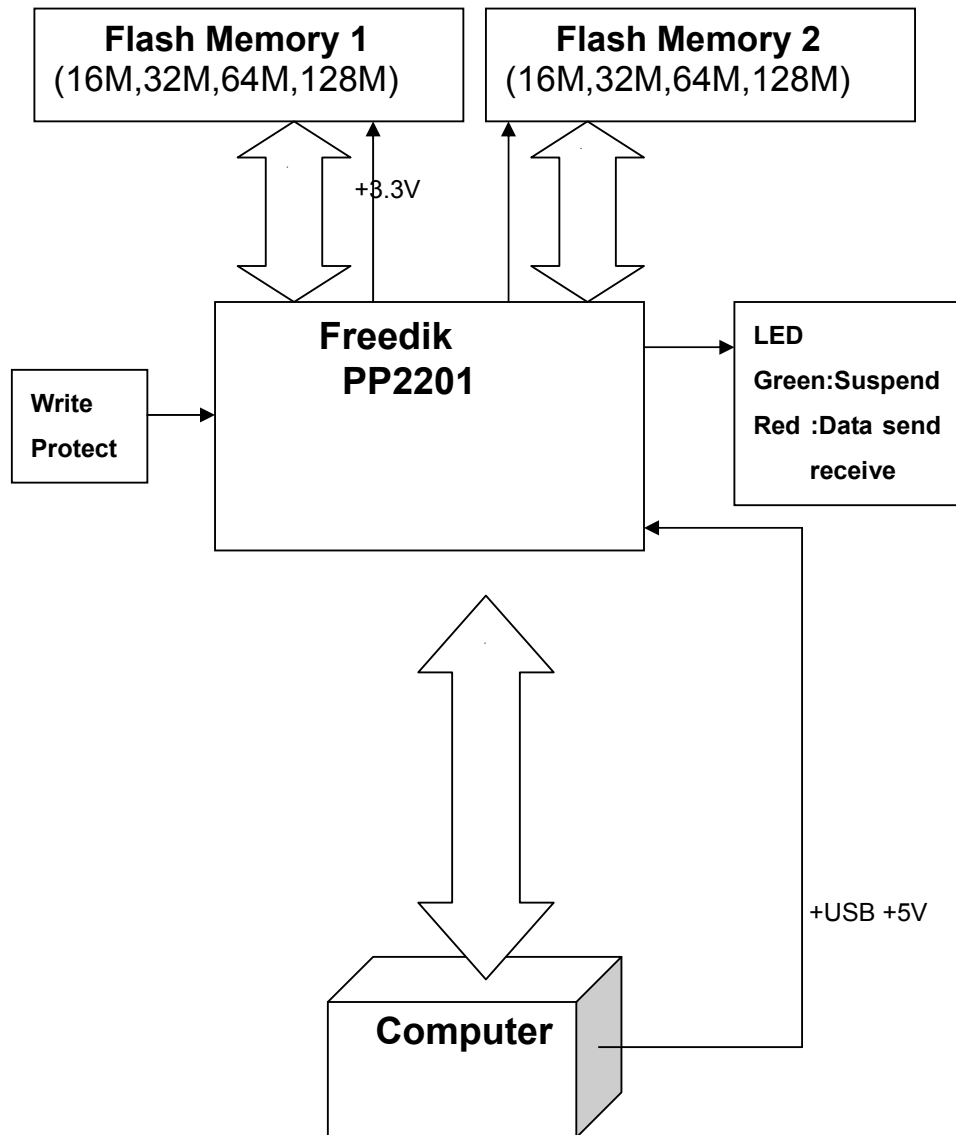 Flash Memory 1
(16M,32M,64M,128M)
Flash Memory 2
(16M,32M,64M,128M)
+3.3V
Freedik
PP2201
Write
Protect
LED
Green:Suspend
Red :Data send
receive
+USB +5V
Computer